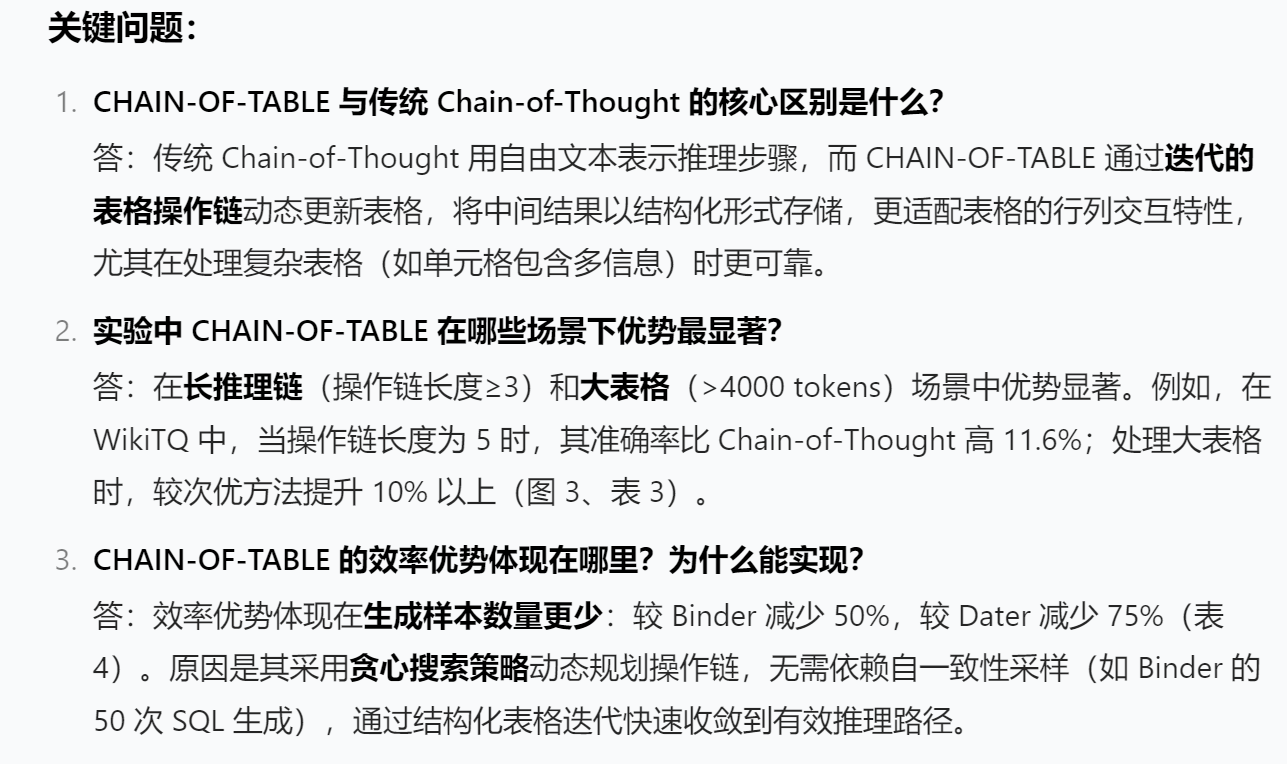 关键问题：
1. CHAIN-OF-TABLE 与传统 Chain-of-Thought 的核心区别是什么？
答：传统 Chain-of-Thought 用自由文本表示推理步骤，而 CHAIN-OF-TABLE 通过迭代的
表格操作链动态更新表格，将中间结果以结构化形式存储，更适配表格的行列交互特性，
尤其在处理复杂表格（如单元格包含多信息）时更可靠。
2. 实验中 CHAIN-OF-TABLE 在哪些场景下优势最显著？
答：在长推理链（操作链长度≥3）和大表格（>4000 tokens）场景中优势显著。例如，在
WikiTQ 中，当操作链长度为 5 时，其准确率比 Chain-of-Thought 高 11.6%；处理大表格
时，较次优方法提升 10% 以上（图 3、表 3）。
3. CHAIN-OF-TABLE 的效率优势体现在哪里？为什么能实现？
答：效率优势体现在生成样本数量更少：较 Binder 减少 50%，较 Dater 减少 75%（表
4）。原因是其采用贪心搜索策略动态规划操作链，无需依赖自一致性采样（如 Binder 的
50 次 SQL 生成），通过结构化表格迭代快速收敛到有效推理路径。